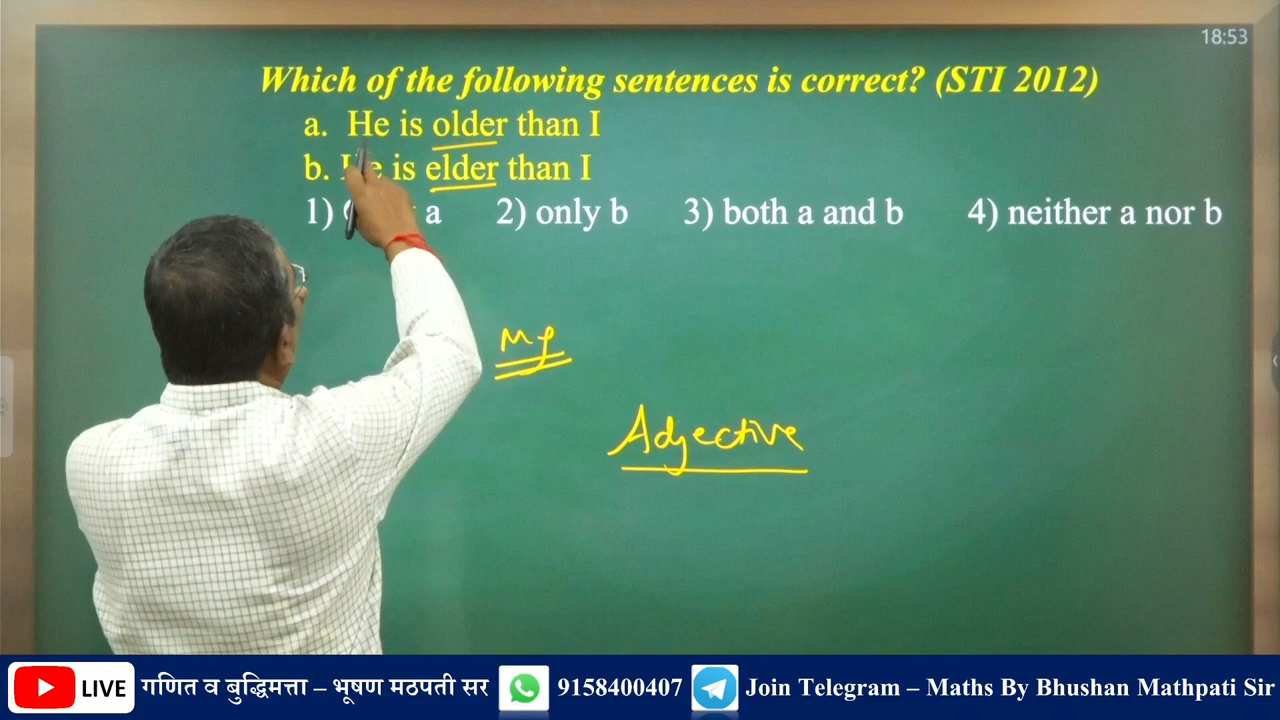 18:53
Which of the following sentences is correct? (STI 2012)
a. He is older than I
b. He is elder than I
1) a 2) only b 3) both a and b 4) neither a nor b
Adjective
LIVE गणित व बुद्धिमत्ता – भूषण मठपती सर 9158400407 Join Telegram – Maths By Bhushan Mathpati Sir